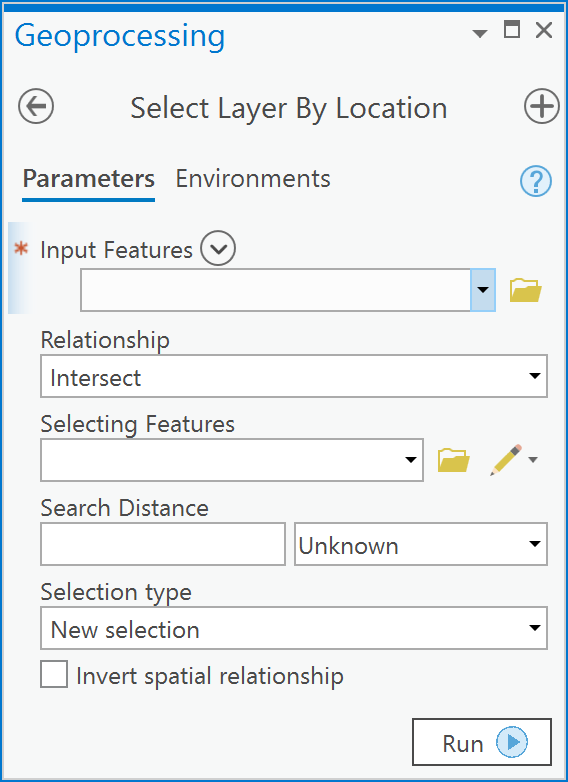 Geoprocessing
Select Layer By Location
Parameters Environments
* Input Features
Relationship
Intersect
Selecting Features
Search Distance
Unknown
Selection type
New selection
Invert spatial relationship
Run